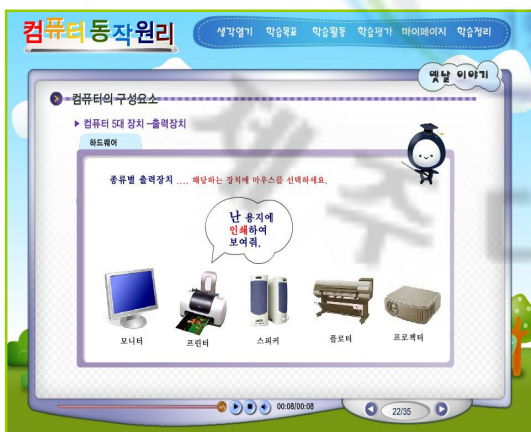 컴퓨터동작원리
생각열기 학습목표 학습활동 학습평가 마이페이지 학습정리
옛날 이야기
컴퓨터의 구성요소
▶ 컴퓨터 5대 장치 –출력장치
하드웨어
종류별 출력장치 .... 해당하는 장치에 마우스를 선택하세요.
난 용지에
인쇄하여
보여줘.
모니터 프린터 스피커 플로터 프로젝터
00:08/00:08
22/35